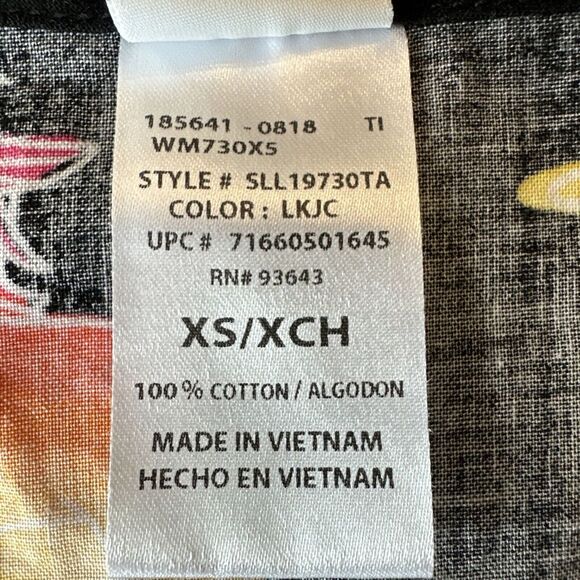 185641 - 0818 TI
WM730XS
STYLE # SLL19730TA
COLOR : LKJC
UPC # 71660501645
RN# 93643
XS/XCH
100% COTTON / ALGODON
MADE IN VIETNAM
HECHO EN VIETNAM